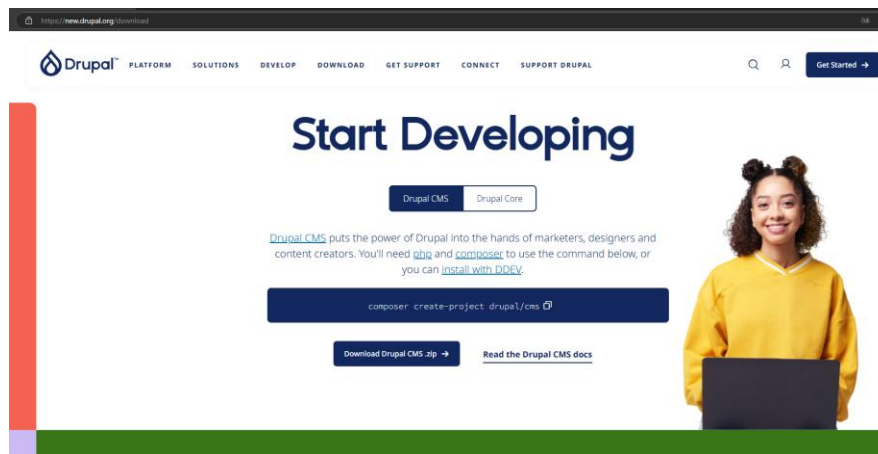 https://new.drupal.org/download
Drupal™ PLATFORM SOLUTIONS DEVELOP DOWNLOAD GET SUPPORT CONNECT SUPPORT DRUPAL Get Started →
Start Developing
Drupal CMS Drupal Core
Drupal CMS puts the power of Drupal into the hands of marketers, designers and
content creators. You'll need php and composer to use the command below, or
you can install with DDEV.
composer create-project drupal/cms
Download Drupal CMS .zip → Read the Drupal CMS docs